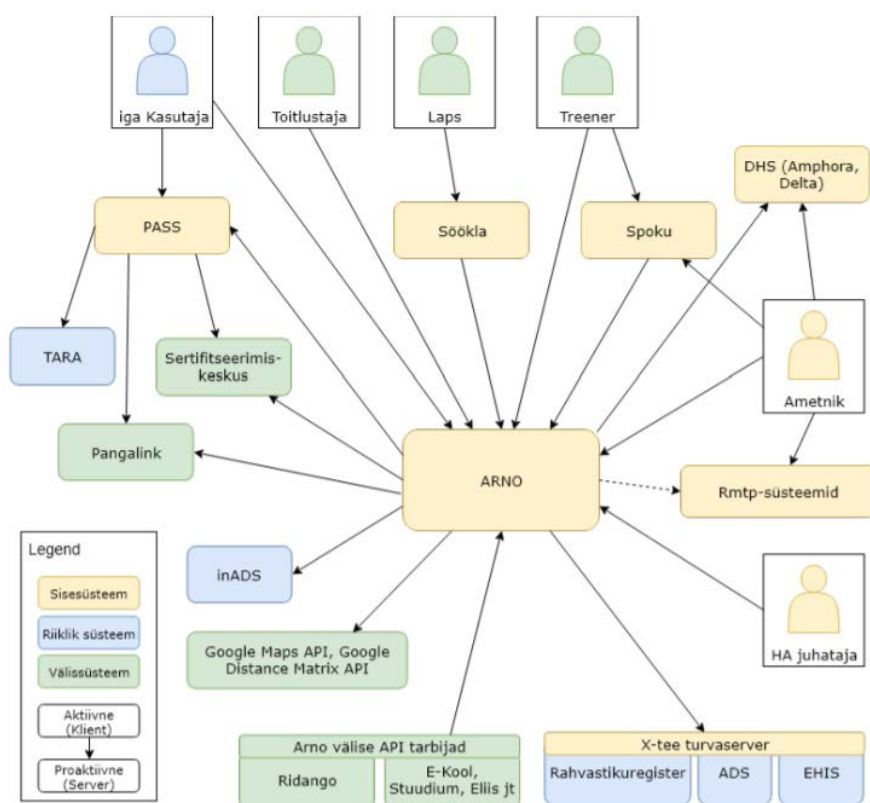 iga Kasutaja
Toitlustaja
Laps
Treener
DHS (Amphora,
Delta)
PASS
Söökla
Spoku
TARA
Sertifitseerimis-
keskus
Ametnik
Pangalink
ARNO
Rmtp-süsteemid
Legend
Sisesüsteem
Riiklik süsteem
Välissüsteem
Aktiivne
(Klient)
Proaktiivne
(Server)
inADS
HA juhataja
Google Maps API, Google
Distance Matrix API
Arno välise API tarbijad
Ridango
E-Kool,
Stuudium, Eliis jt
X-tee turvaserver
Rahvastikuregister
ADS
EHIS